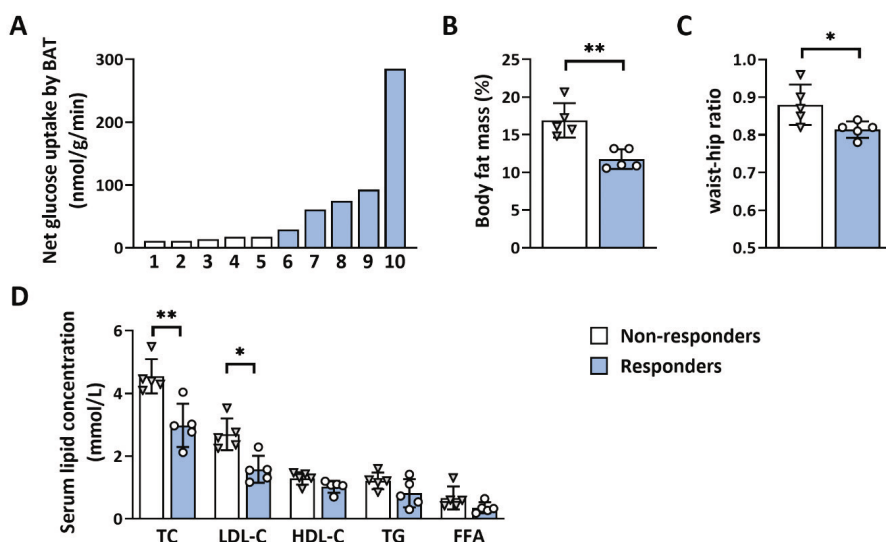 A
Net glucose uptake by BAT
(nmol/g/min)
300
200
100
0
1 2 3 4 5 6 7 8 9 10
B
Body fat mass (%)
25
20
15
10
5
0
**
C
waist-hip ratio
1.0
0.9
0.8
0.7
0.6
0.5
*
D
Serum lipid concentration
(mmol/L)
6
4
2
0
**
*
TC LDL-C HDL-C TG FFA
Non-responders
Responders